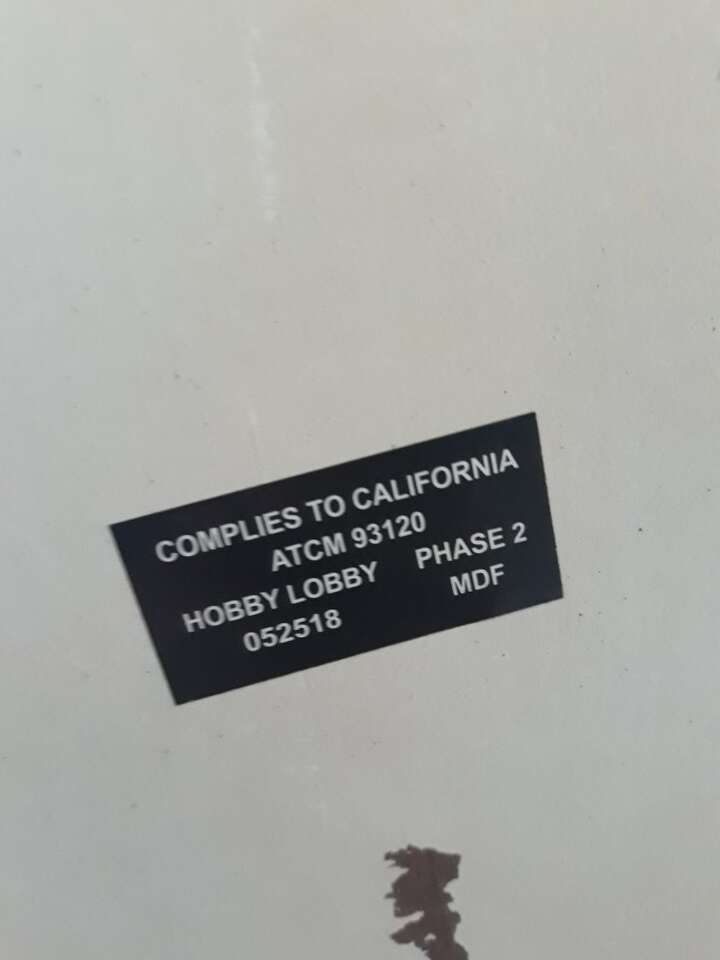 COMPLIES TO CALIFORNIA
ATCM 93120
HOBBY LOBBY PHASE 2
052518 MDF